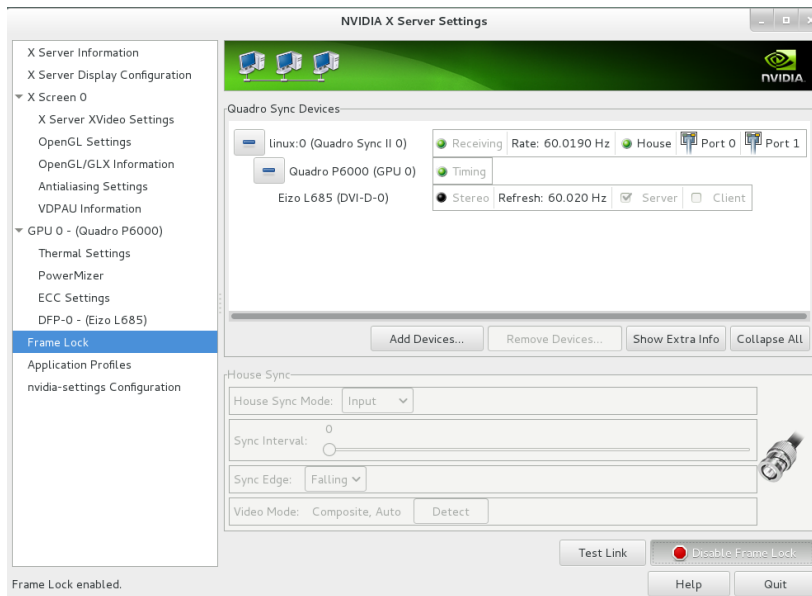 NVIDIA X Server Settings
X Server Information
X Server Display Configuration
X Screen 0
X Server XVideo Settings
OpenGL Settings
OpenGL/GLX Information
Antialiasing Settings
VDPAU Information
GPU 0 - (Quadro P6000)
Thermal Settings
PowerMizer
ECC Settings
DFP-0 - (Eizo L685)
Frame Lock
Application Profiles
nvidia-settings Configuration
NVIDIA.
Quadro Sync Devices
linux:0 (Quadro Sync II 0) Receiving Rate: 60.0190 Hz House Port 0 Port 1
Quadro P6000 (GPU 0) Timing
Eizo L685 (DVI-D-0) Stereo Refresh: 60.020 Hz Server Client
Add Devices... Remove Devices... Show Extra Info Collapse All
House Sync
House Sync Mode: Input
0
Sync Interval:
Sync Edge: Falling
Video Mode: Composite, Auto Detect
Test Link Disable Frame Lock
Frame Lock enabled. Help Quit